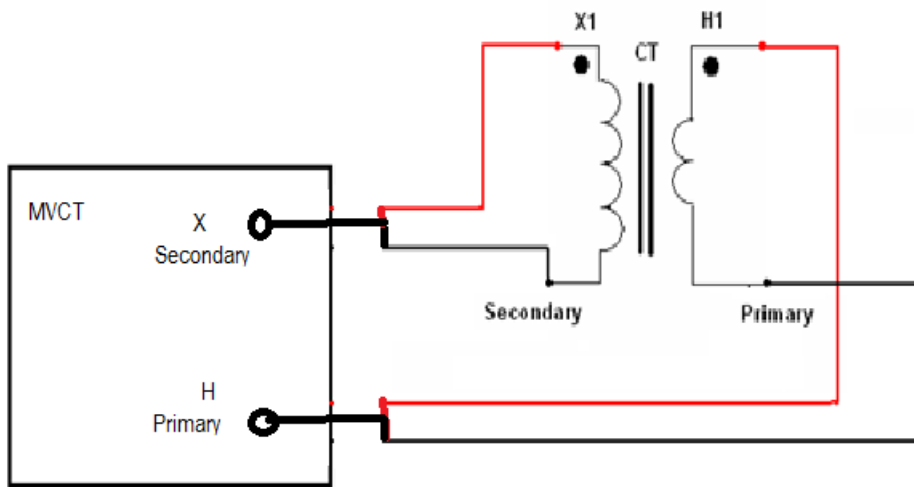 X1
H1
CT
MVCT
X
Secondary
Secondary
Primary
H
Primary